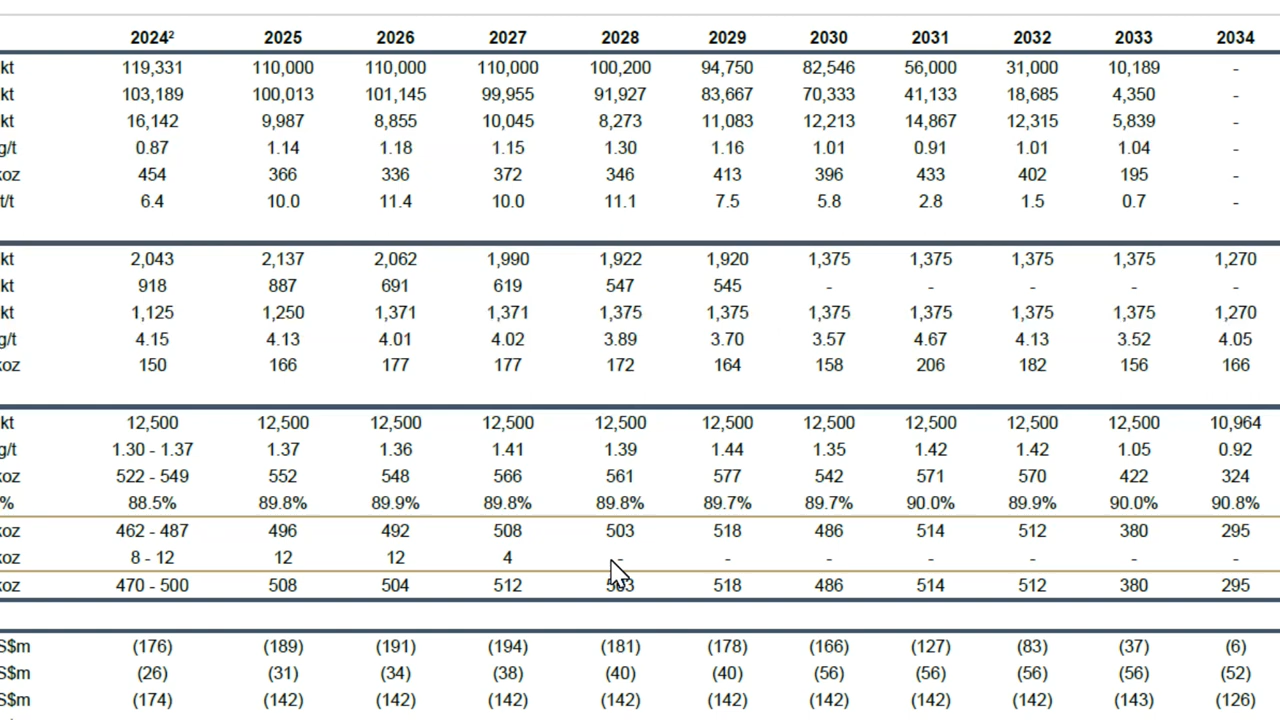 2024² 2025 2026 2027 2028 2029 2030 2031 2032 2033 2034
kt 119,331 110,000 110,000 110,000 100,200 94,750 82,546 56,000 31,000 10,189 -
kt 103,189 100,013 101,145 99,955 91,927 83,667 70,333 41,133 18,685 4,350 -
kt 16,142 9,987 8,855 10,045 8,273 11,083 12,213 14,867 12,315 5,839 -
g/t 0.87 1.14 1.18 1.15 1.30 1.16 1.01 0.91 1.01 1.04 -
koz 454 366 336 372 346 413 396 433 402 195 -
t/t 6.4 10.0 11.4 10.0 11.1 7.5 5.8 2.8 1.5 0.7 -
kt 2,043 2,137 2,062 1,990 1,922 1,920 1,375 1,375 1,375 1,375 1,270
kt 918 887 691 619 547 545 - - - - -
kt 1,125 1,250 1,371 1,371 1,375 1,375 1,375 1,375 1,375 1,375 1,270
g/t 4.15 4.13 4.01 4.02 3.89 3.70 3.57 4.67 4.13 3.52 4.05
koz 150 166 177 177 172 164 158 206 182 156 166
kt 12,500 12,500 12,500 12,500 12,500 12,500 12,500 12,500 12,500 12,500 10,964
g/t 1.30 - 1.37 1.37 1.36 1.41 1.39 1.44 1.35 1.42 1.42 1.05 0.92
koz 522 - 549 552 548 566 561 577 542 571 570 422 324
% 88.5% 89.8% 89.9% 89.8% 89.8% 89.7% 89.7% 90.0% 89.9% 90.0% 90.8%
koz 462 - 487 496 492 508 503 518 486 514 512 380 295
koz 8 - 12 12 12 4 - - - - - - -
koz 470 - 500 508 504 512 503 518 486 514 512 380 295
S$m (176) (189) (191) (194) (181) (178) (166) (127) (83) (37) (6)
S$m (26) (31) (34) (38) (40) (40) (56) (56) (56) (56) (52)
S$m (174) (142) (142) (142) (142) (142) (142) (142) (142) (143) (126)